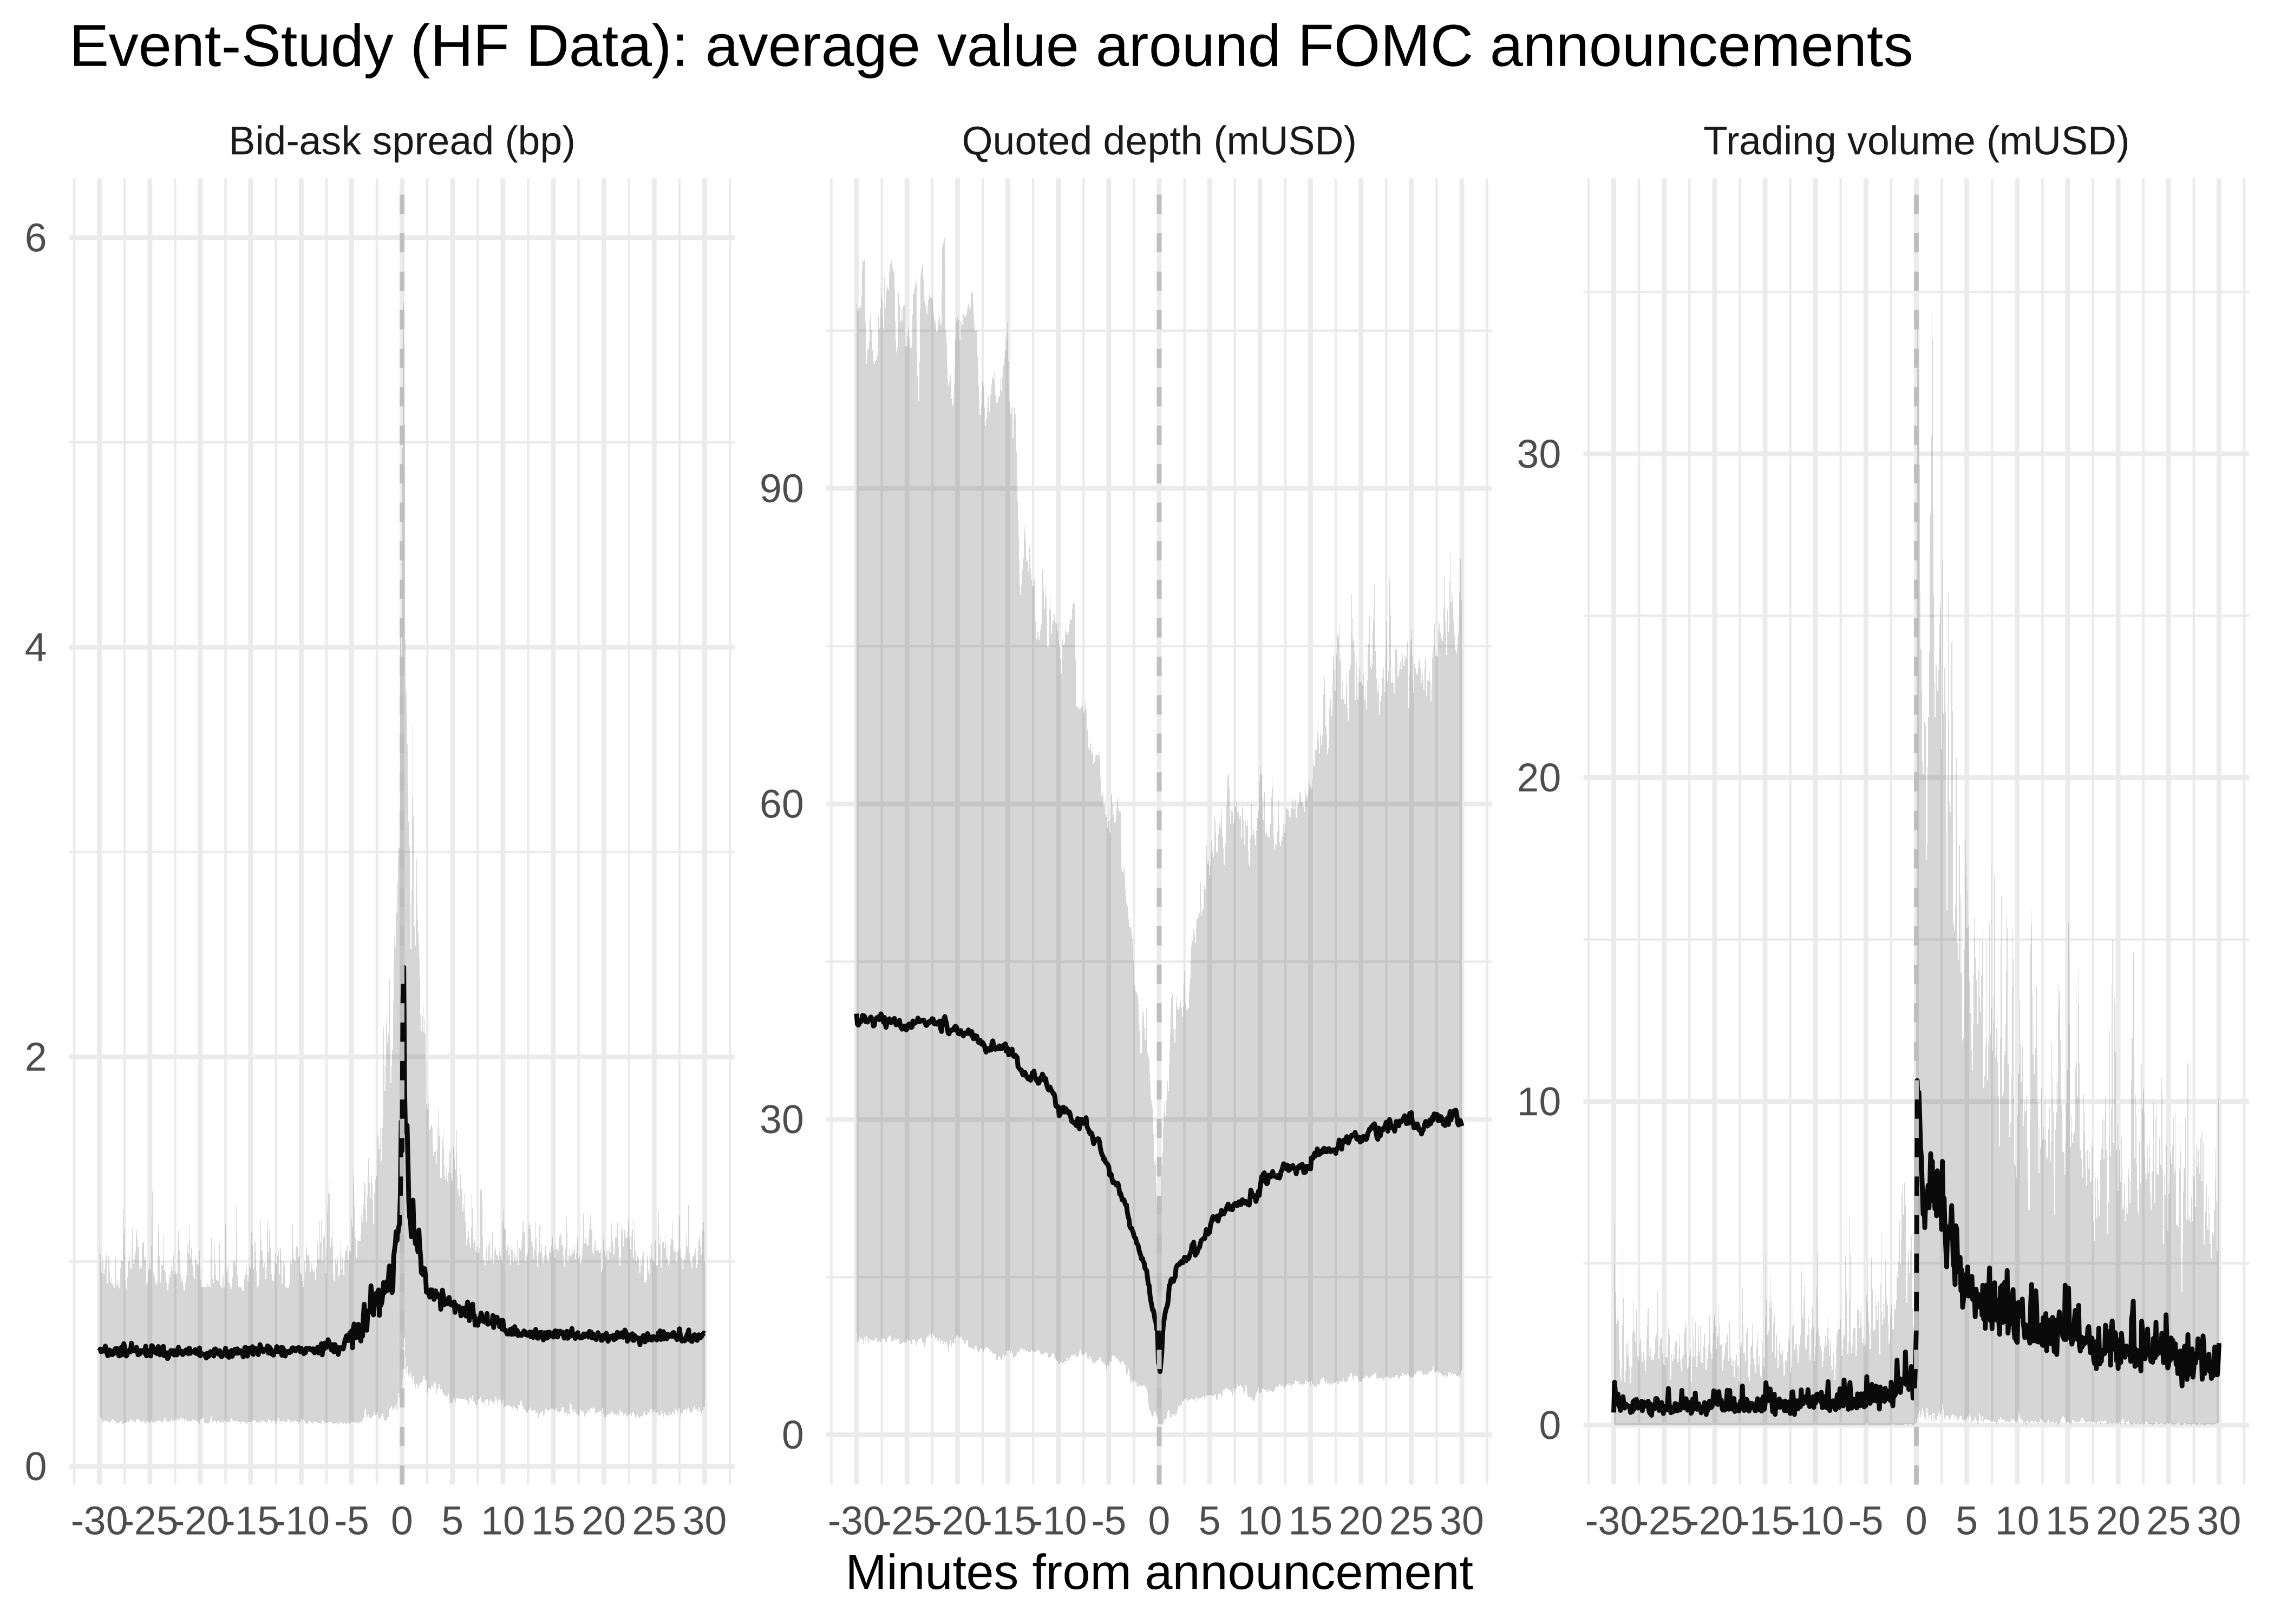 Event-Study (HF Data): average value around FOMC announcements
Bid-ask spread (bp)
Quoted depth (mUSD)
Trading volume (mUSD)
6
4
2
0
90
60
30
0
30
20
10
0
-30 -25 -20 -15 -10 -5 0 5 10 15 20 25 30
-30 -25 -20 -15 -10 -5 0 5 10 15 20 25 30
-30 -25 -20 -15 -10 -5 0 5 10 15 20 25 30
Minutes from announcement